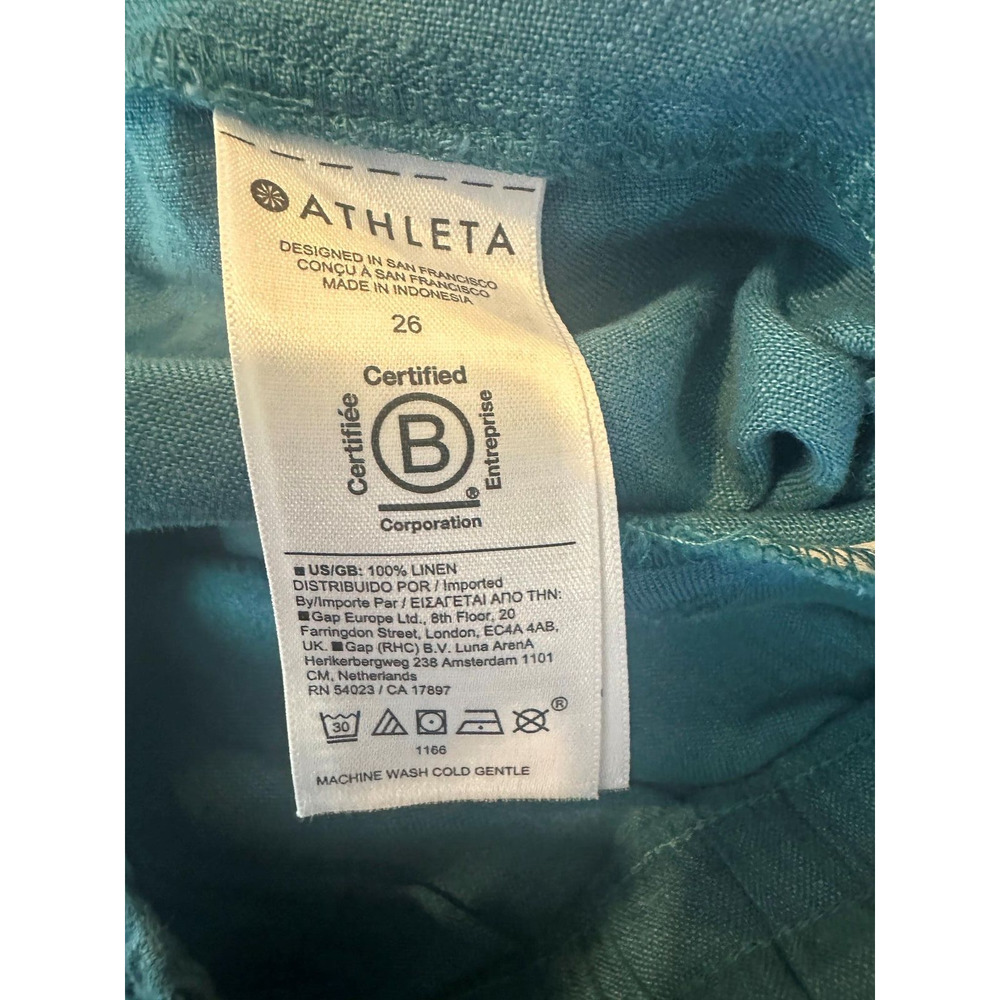 ATHLETA
DESIGNED IN SAN FRANCISCO
CONÇU À SAN FRANCISCO
MADE IN INDONESIA
26
Certified
Certifiée
B
Entreprise
®
Corporation
US/GB: 100% LINEN
DISTRIBUIDO POR / Imported
By/Importe Par / ΕΙΣΑΓΕΤΑΙ ΑΠΟ ΤΗΝ:
Gap Europe Ltd., 8th Floor, 20
Farringdon Street, London, EC4A 4AB,
UK. Gap (RHC) B.V. Luna ArenA
Herikerbergweg 238 Amsterdam 1101
CM, Netherlands
RN 54023 / CA 17897
30
®
1166
MACHINE WASH COLD GENTLE